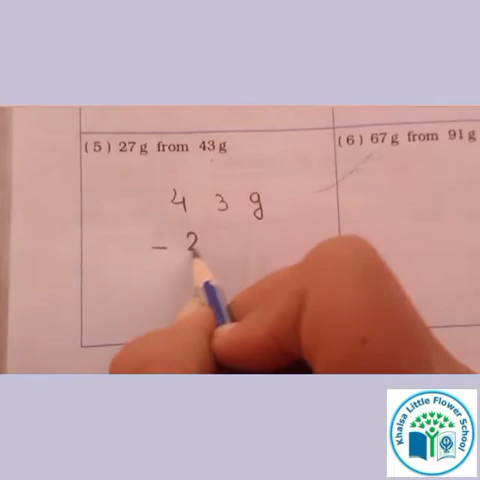 (5) 27 g from 43 g
(6) 67 g from 91 g
4 3 g
- 2
Khalsa Little Flower School